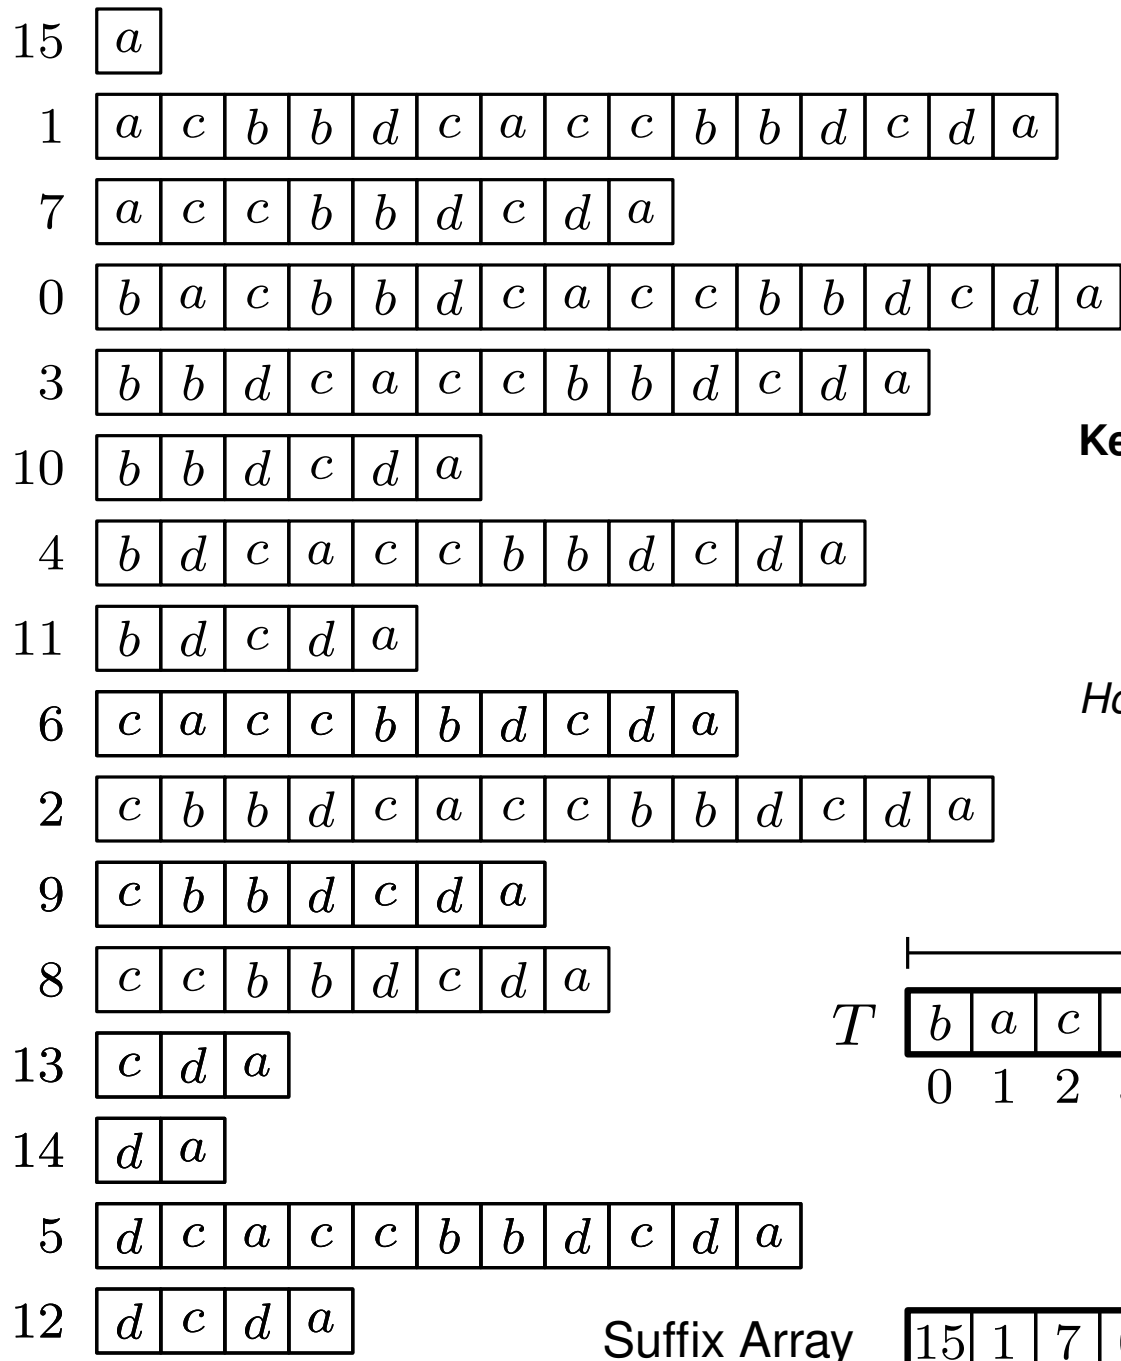 15 a
1 a c b b d c a c c b b d c d a
7 a c c b b d c d a
0 b a c b b d c a c c b b d c d a
3 b b d c a c c b b d c d a
10 b b d c d a
4 b d c a c c b b d c d a
11 b d c d a
6 c a c c b b d c d a
2 c b b d c a c c b b d c d a
9 c b b d c d a
8 c c b b d c d a
13 c d a
14 d a
5 d c a c c b b d c d a
12 d c d a
T b a c
0 1 2
Suffix Array 15 1 7